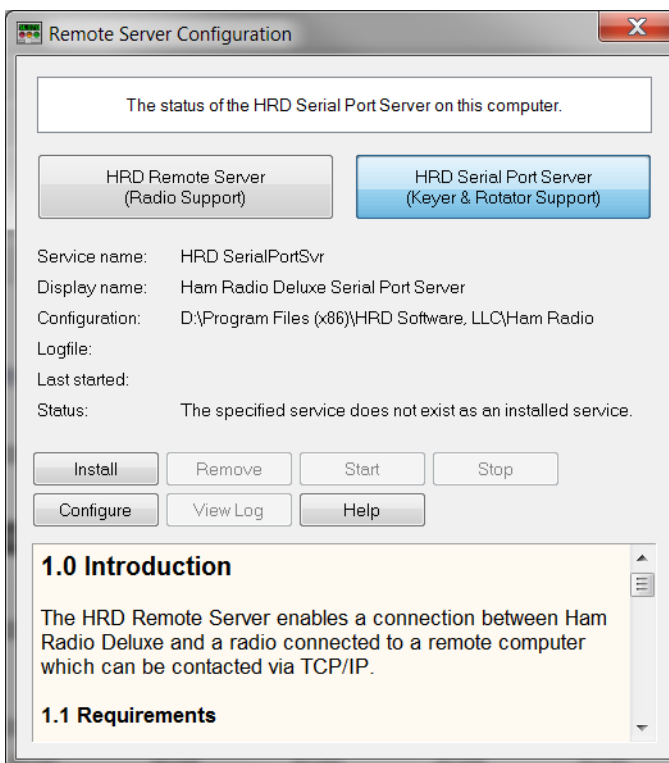 Remote Server Configuration
The status of the HRD Serial Port Server on this computer.
HRD Remote Server
(Radio Support)
HRD Serial Port Server
(Keyer & Rotator Support)
Service name: HRD SerialPortSvr
Display name: Ham Radio Deluxe Serial Port Server
Configuration: D:\Program Files (x86)\HRD Software, LLC\Ham Radio
Logfile:
Last started:
Status: The specified service does not exist as an installed service.
Install Remove Start Stop
Configure View Log Help
1.0 Introduction
The HRD Remote Server enables a connection between Ham
Radio Deluxe and a radio connected to a remote computer
which can be contacted via TCP/IP.
1.1 Requirements